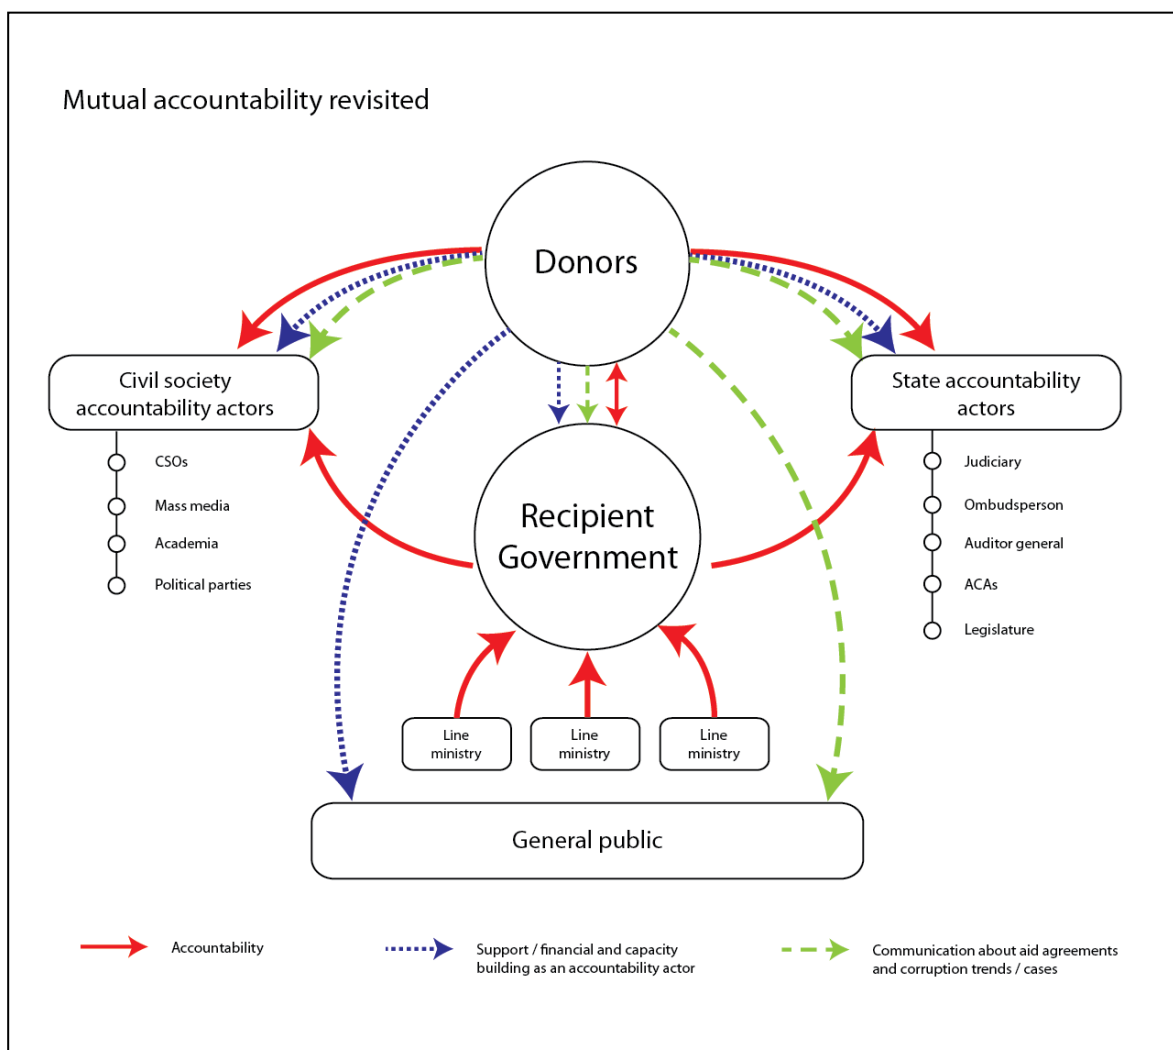 Mutual accountability revisited
Donors
Civil society
accountability actors
State accountability
actors
CSOs
Mass media
Academia
Political parties
Recipient
Government
Judiciary
Ombudsperson
Auditor general
ACAs
Legislature
Line
ministry
Line
ministry
Line
ministry
General public
Accountability
Support / financial and capacity
building as an accountability actor
Communication about aid agreements
and corruption trends / cases